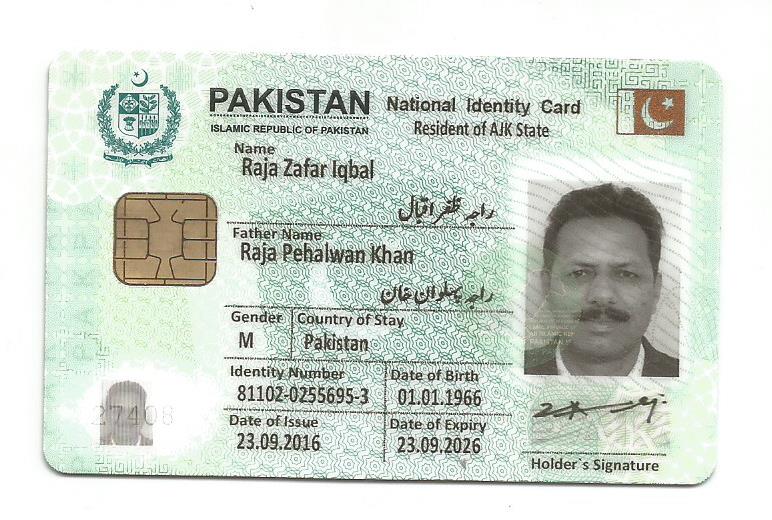 PAKISTAN National Identity Card
ISLAMIC REPUBLIC OF PAKISTAN Resident of AJK State
Name
Raja Zafar Iqbal
راجہ ظفر اقبال
Father Name
Raja Pehalwan Khan
راجہ پہلوان خان
Gender Country of Stay
M Pakistan
Identity Number Date of Birth
81102-0255695-3 01.01.1966
Date of Issue Date of Expiry
23.09.2016 23.09.2026
27408
Holder's Signature